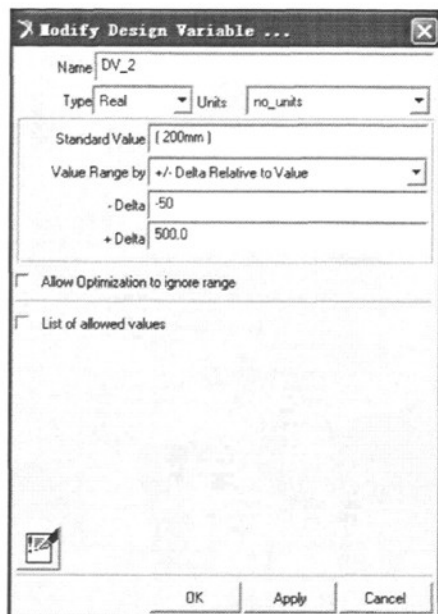 Modify Design Variable ...
Name DV_2
Type Real Units no_units
Standard Value (200mm)
Value Range by +/- Delta Relative to Value
- Delta -50
+ Delta 500.0
Allow Optimization to ignore range
List of allowed values
OK Apply Cancel